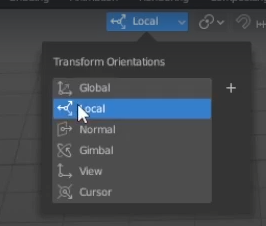 Local
Transform Orientations
Global
Local
Normal
Gimbal
View
Cursor